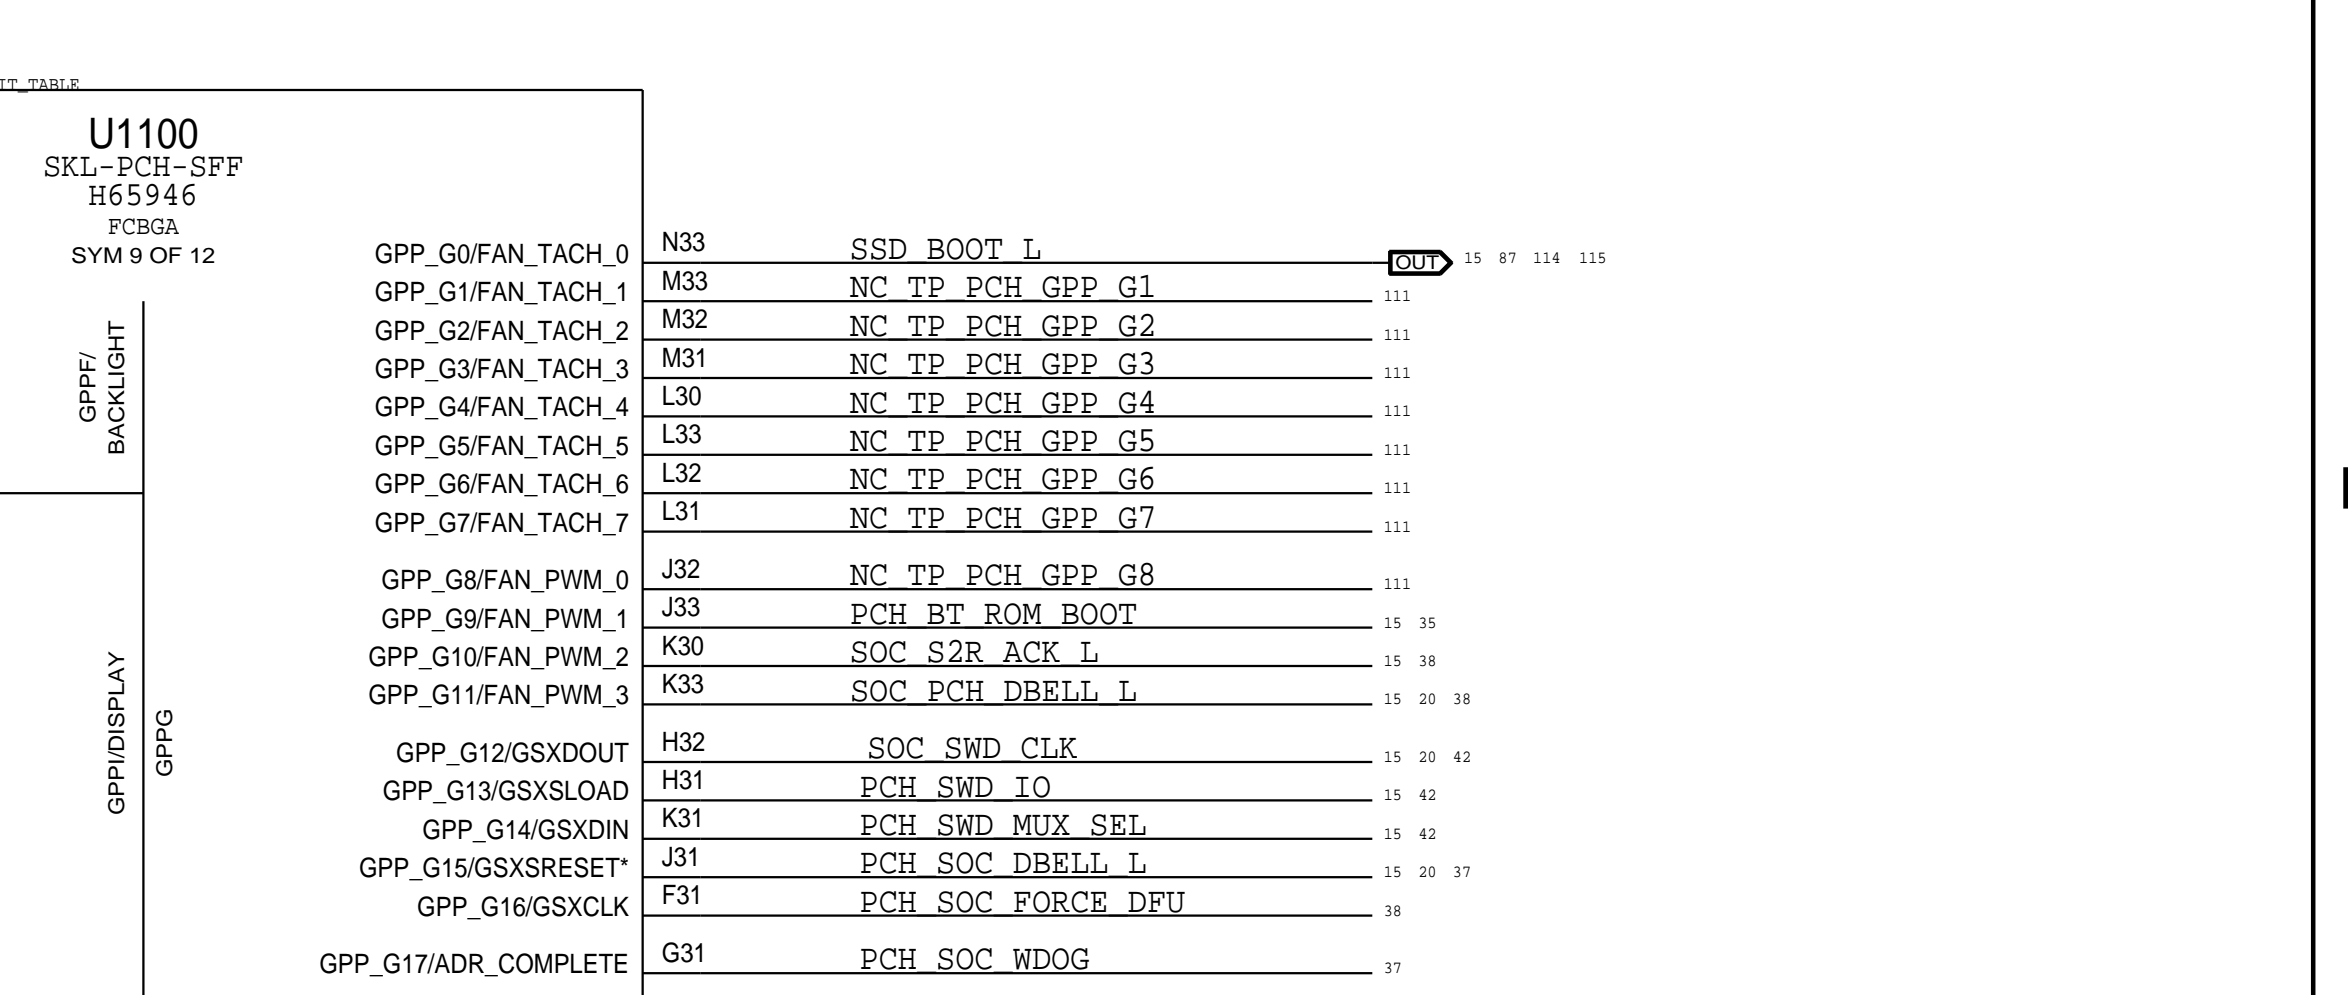 IT_TABLE
U1100
SKL-PCH-SFF
H65946
FCBGA
SYM 9 OF 12
GPP_G0/FAN_TACH_0 N33 SSD_BOOT_L OUT 15 87 114 115
GPP_G1/FAN_TACH_1 M33 NC_TP_PCH_GPP_G1 111
GPP_G2/FAN_TACH_2 M32 NC_TP_PCH_GPP_G2 111
GPP_G3/FAN_TACH_3 M31 NC_TP_PCH_GPP_G3 111
GPP_G4/FAN_TACH_4 L30 NC_TP_PCH_GPP_G4 111
GPP_G5/FAN_TACH_5 L33 NC_TP_PCH_GPP_G5 111
GPP_G6/FAN_TACH_6 L32 NC_TP_PCH_GPP_G6 111
GPP_G7/FAN_TACH_7 L31 NC_TP_PCH_GPP_G7 111
GPP_G8/FAN_PWM_0 J32 NC_TP_PCH_GPP_G8 111
GPP_G9/FAN_PWM_1 J33 PCH_BT_ROM_BOOT 15 35
GPP_G10/FAN_PWM_2 K30 SOC_S2R_ACK_L 15 38
GPP_G11/FAN_PWM_3 K33 SOC_PCH_DBELL_L 15 20 38
GPP_G12/GSXDOUT H32 SOC_SWD_CLK 15 20 42
GPP_G13/GSXSLOAD H31 PCH_SWD_IO 15 42
GPP_G14/GSXDIN K31 PCH_SWD_MUX_SEL 15 42
GPP_G15/GSXSRESET* J31 PCH_SOC_DBELL_L 15 20 37
GPP_G16/GSXCLK F31 PCH_SOC_FORCE_DFU 38
GPP_G17/ADR_COMPLETE G31 PCH_SOC_WDOG 37
GPPF/
BACKLIGHT
GPPI/DISPLAY
GPPG